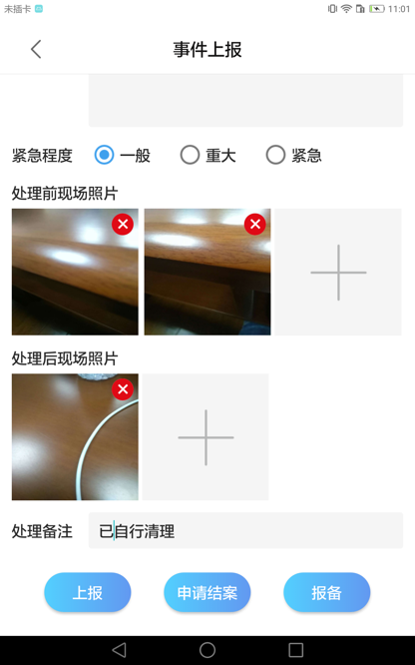 未插卡 11:01
事件上报
紧急程度 一般 重大 紧急
处理前现场照片
处理后现场照片
处理备注 已自行清理
上报 申请结案 报备